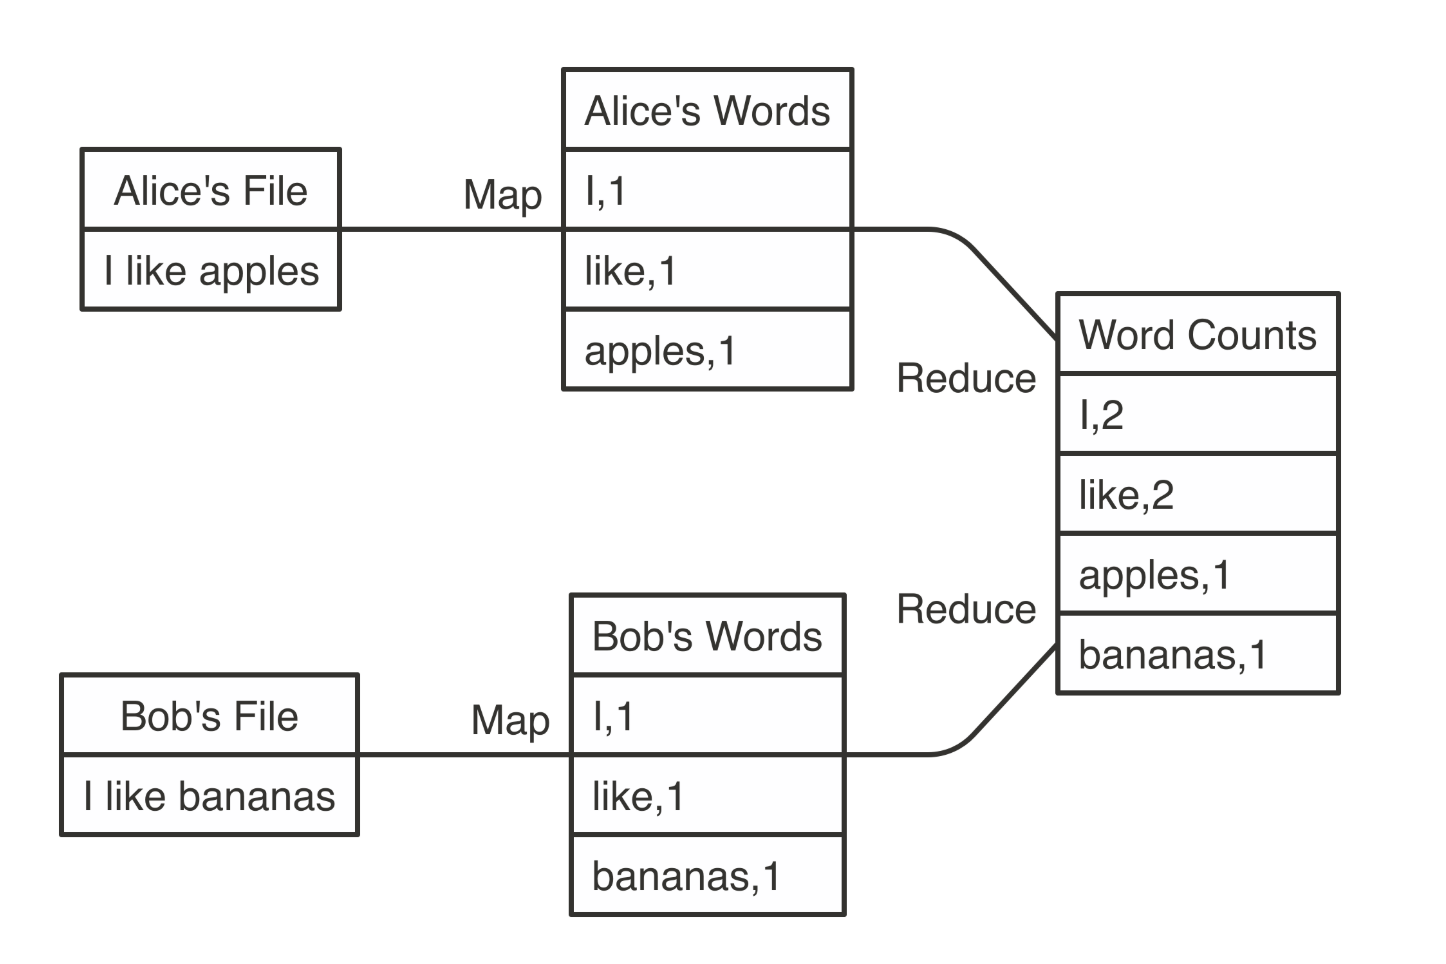 Alice's File
I like apples
Map
Alice's Words
I,1
like,1
apples,1
Reduce
Bob's File
I like bananas
Map
Bob's Words
I,1
like,1
bananas,1
Reduce
Word Counts
I,2
like,2
apples,1
bananas,1